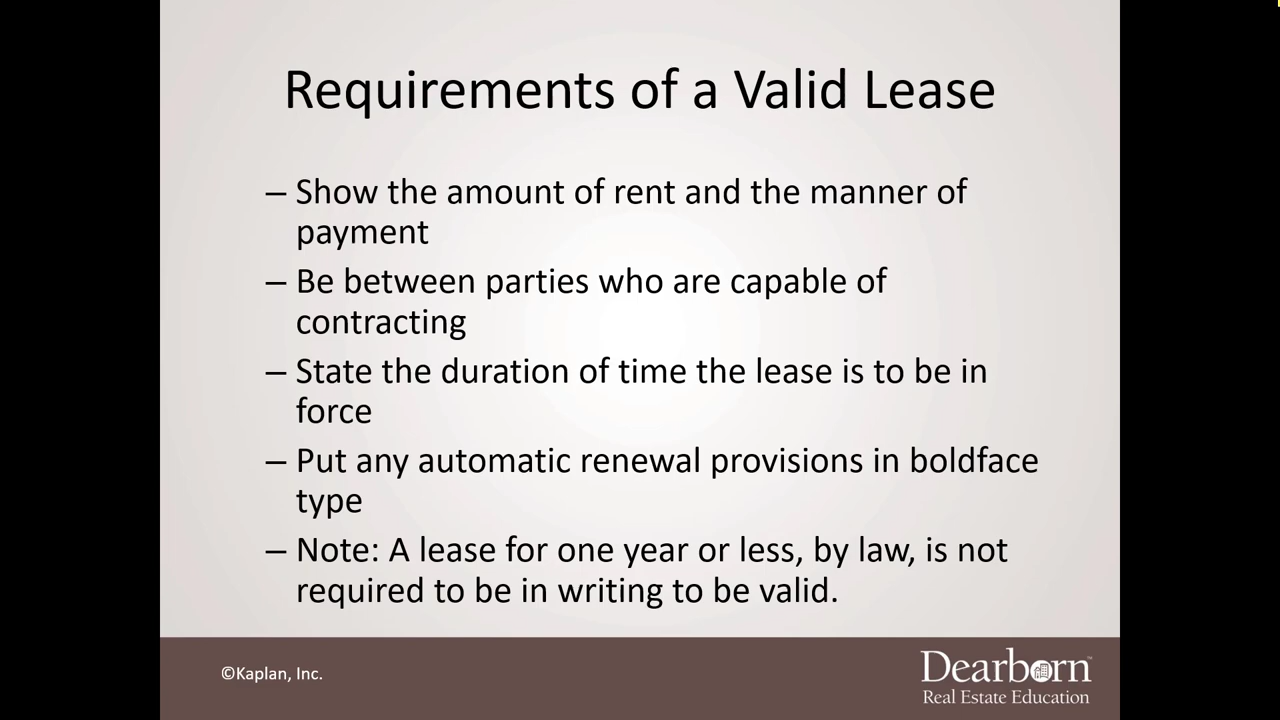 Requirements of a Valid Lease
– Show the amount of rent and the manner of
payment
– Be between parties who are capable of
contracting
– State the duration of time the lease is to be in
force
– Put any automatic renewal provisions in boldface
type
– Note: A lease for one year or less, by law, is not
required to be in writing to be valid.
©Kaplan, Inc.
Dearborn™
Real Estate Education